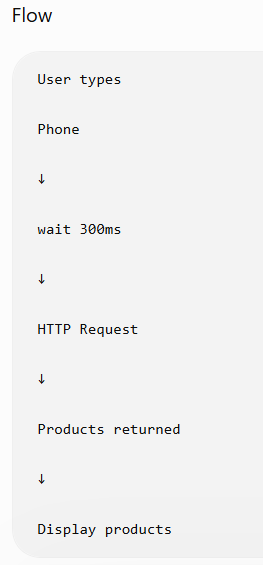 Flow
User types
Phone
↓
wait 300ms
↓
HTTP Request
↓
Products returned
↓
Display products